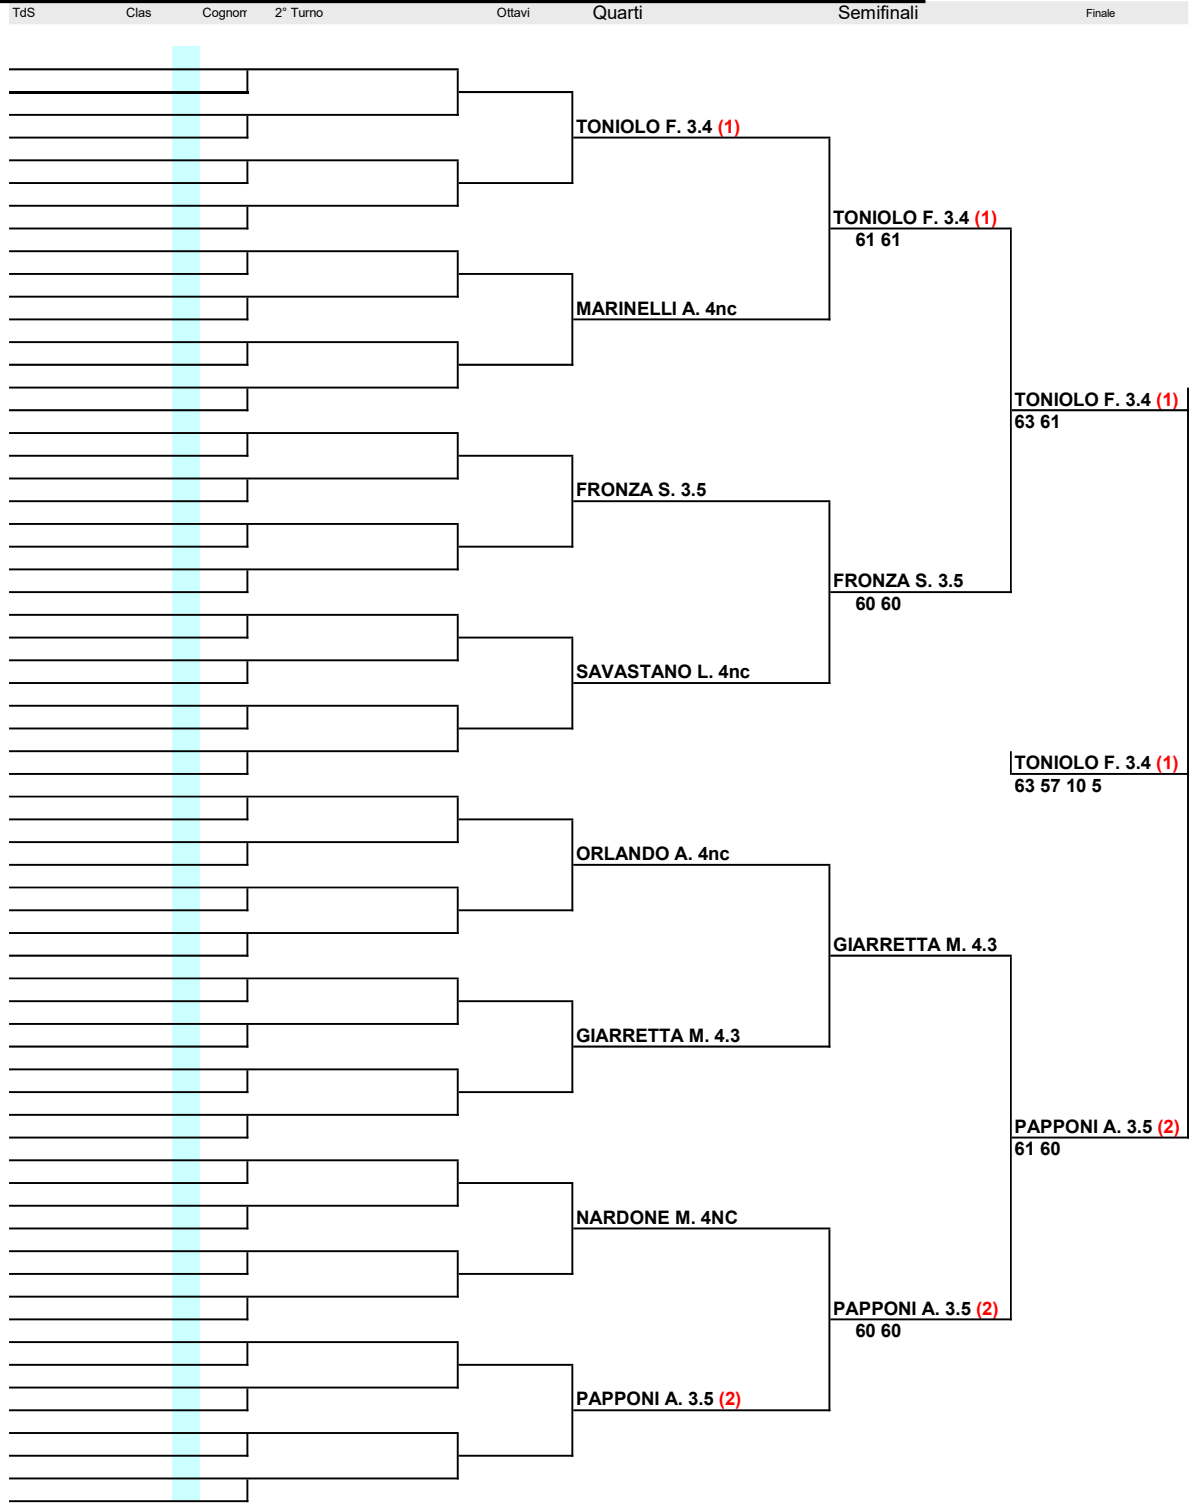 TdS Clas Cognom 2° Turno Ottavi Quarti Semifinali Finale
TONIOLO F. 3.4 (1)
TONIOLO F. 3.4 (1)
61 61
MARINELLI A. 4nc
TONIOLO F. 3.4 (1)
63 61
FRONZA S. 3.5
FRONZA S. 3.5
60 60
SAVASTANO L. 4nc
TONIOLO F. 3.4 (1)
63 57 10 5
ORLANDO A. 4nc
GIARRETTA M. 4.3
GIARRETTA M. 4.3
PAPPONI A. 3.5 (2)
61 60
NARDONE M. 4NC
PAPPONI A. 3.5 (2)
60 60
PAPPONI A. 3.5 (2)